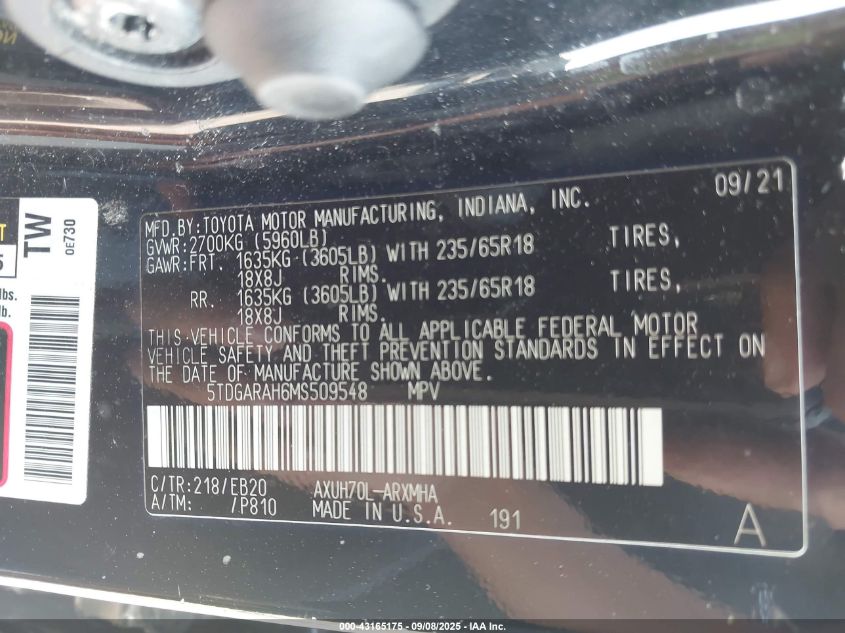 09/21
MFD.BY:TOYOTA MOTOR MANUFACTURING, INDIANA, INC.
GVWR:2700KG (5960LB)
GAWR:FRT. 1635KG (3605LB) WITH 235/65R18 TIRES,
18X8J RIMS.
RR. 1635KG (3605LB) WITH 235/65R18 TIRES,
18X8J RIMS.
THIS VEHICLE CONFORMS TO ALL APPLICABLE FEDERAL MOTOR
VEHICLE SAFETY AND THEFT PREVENTION STANDARDS IN EFFECT ON
THE DATE OF MANUFACTURE SHOWN ABOVE.
5TDGARAH6MS509548 MPV
C/TR:218/EB20 AXUH70L-ARXMHA
A/TM: /P810 MADE IN U.S.A. 191 A
TW
0E730
lbs.
lb.
000-43165175 - 09/08/2025 - IAA Inc.